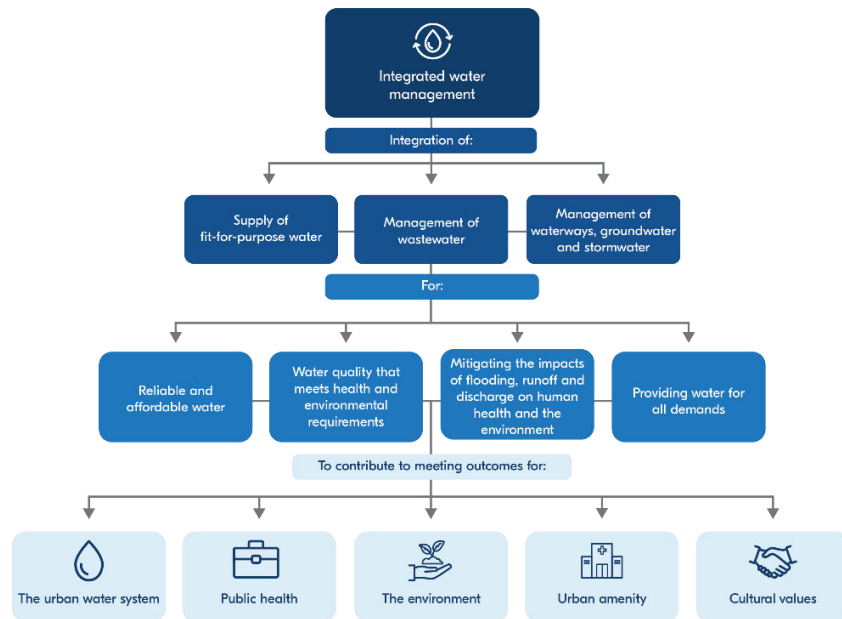 Integrated water
management
Integration of:
Supply of
fit-for-purpose water
Management of
wastewater
Management of
waterways, groundwater
and stormwater
For:
Reliable and
affordable water
Water quality that
meets health and
environmental
requirements
Mitigating the impacts
of flooding, runoff and
discharge on human
health and the
environment
Providing water for
all demands
To contribute to meeting outcomes for:
The urban water system
Public health
The environment
Urban amenity
Cultural values